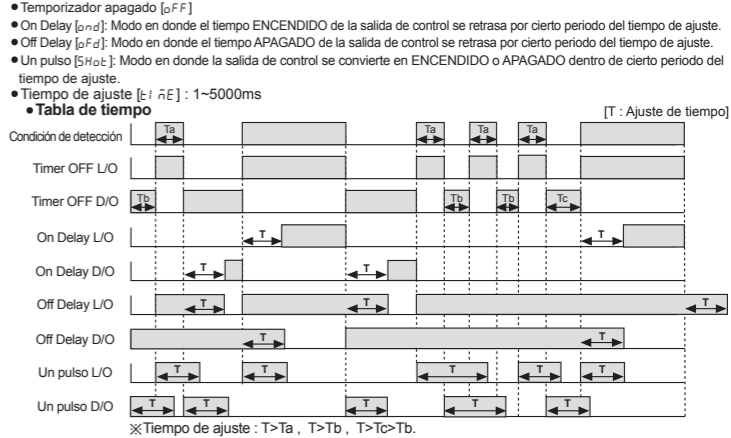 ● Temporizador apagado [oFF]
● On Delay [ond]: Modo en donde el tiempo ENCENDIDO de la salida de control se retrasa por cierto periodo del tiempo de ajuste.
● Off Delay [oFd]: Modo en donde el tiempo APAGADO de la salida de control se retrasa por cierto periodo del tiempo de ajuste.
● Un pulso [SHot]: Modo en donde la salida de control se convierte en ENCENDIDO o APAGADO dentro de cierto periodo del
tiempo de ajuste.
● Tiempo de ajuste [tIME] : 1~5000ms
● Tabla de tiempo [T : Ajuste de tiempo]
Condición de detección Ta Ta Ta Ta
Timer OFF L/O
Timer OFF D/O Tb Tb Tb Tc
On Delay L/O T T
On Delay D/O T T
Off Delay L/O T T T
Off Delay D/O T T
Un pulso L/O T T T T T
Un pulso D/O T T T T T
※Tiempo de ajuste : T>Ta , T>Tb , T>Tc>Tb.